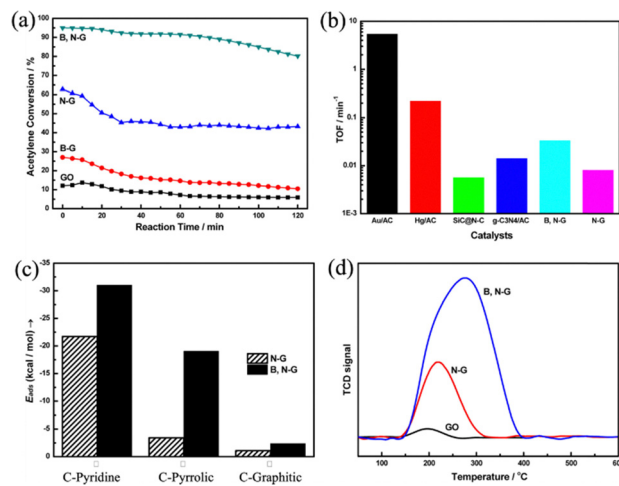 (a)
100
90
80
70
60
50
40
30
20
10
0
Acetylene Conversion / %
B, N-G
N-G
B-G
GO
0 20 40 60 80 100 120
Reaction Time / min
(b)
10
1
0.1
0.01
1E-3
TOF / min⁻¹
Au/AC Hg/AC SiC@N-C g-C3N4/AC B, N-G N-G
Catalysts
(c)
-35
-30
-25
-20
-15
-10
-5
0
Eads (kcal / mol) →
N-G
B, N-G
C-Pyridine C-Pyrrolic C-Graphitic
(d)
TCD signal
B, N-G
N-G
GO
100 200 300 400 500 600
Temperature / °C